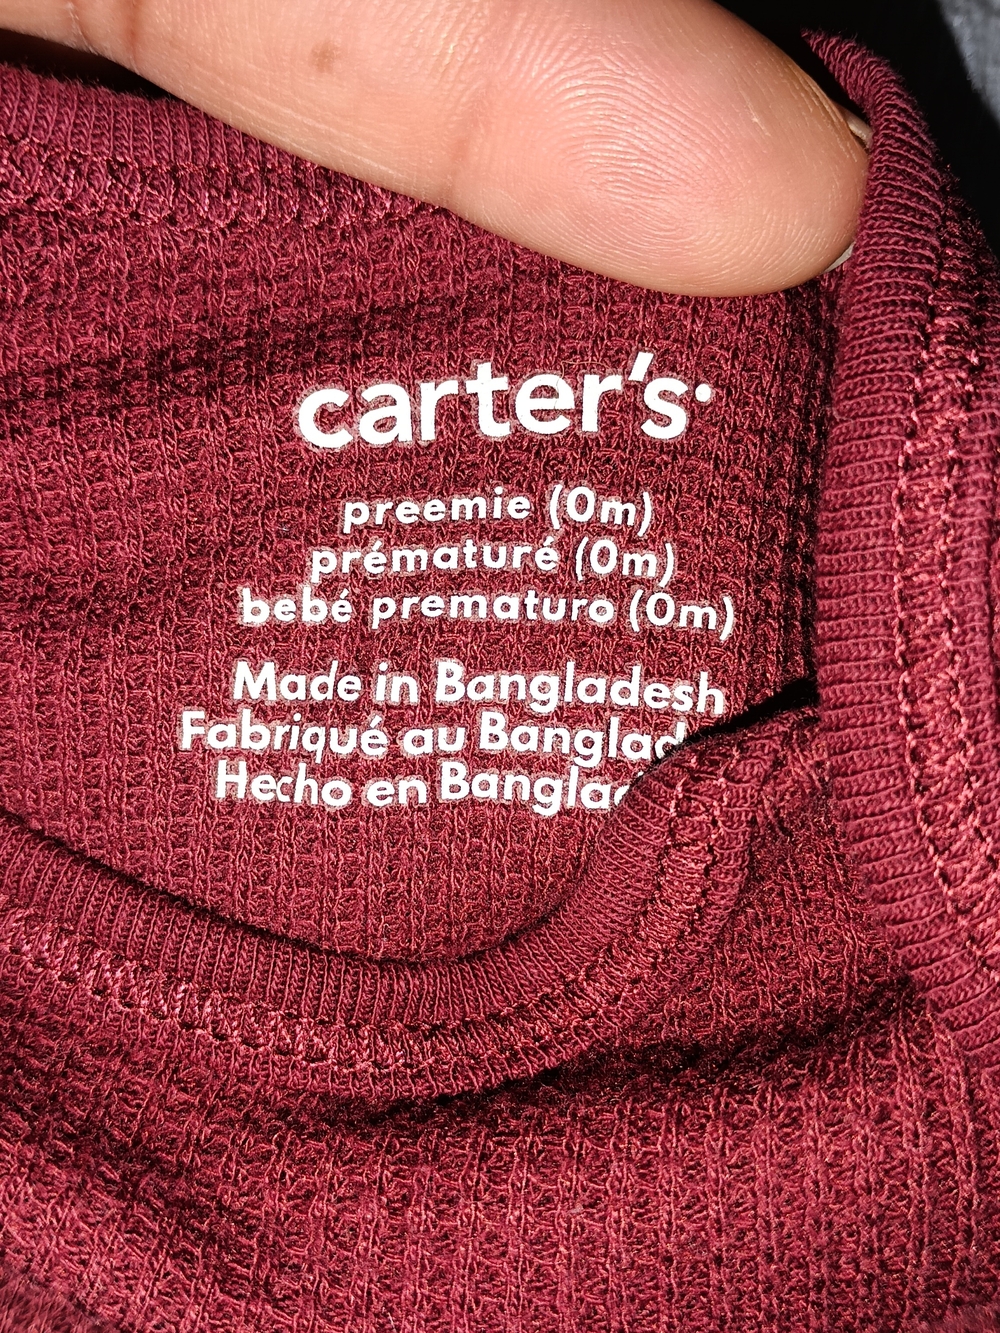 carter's
preemie (0m)
prématuré (0m)
bebé prematuro (0m)
Made in Bangladesh
Fabriqué au
Hecho en